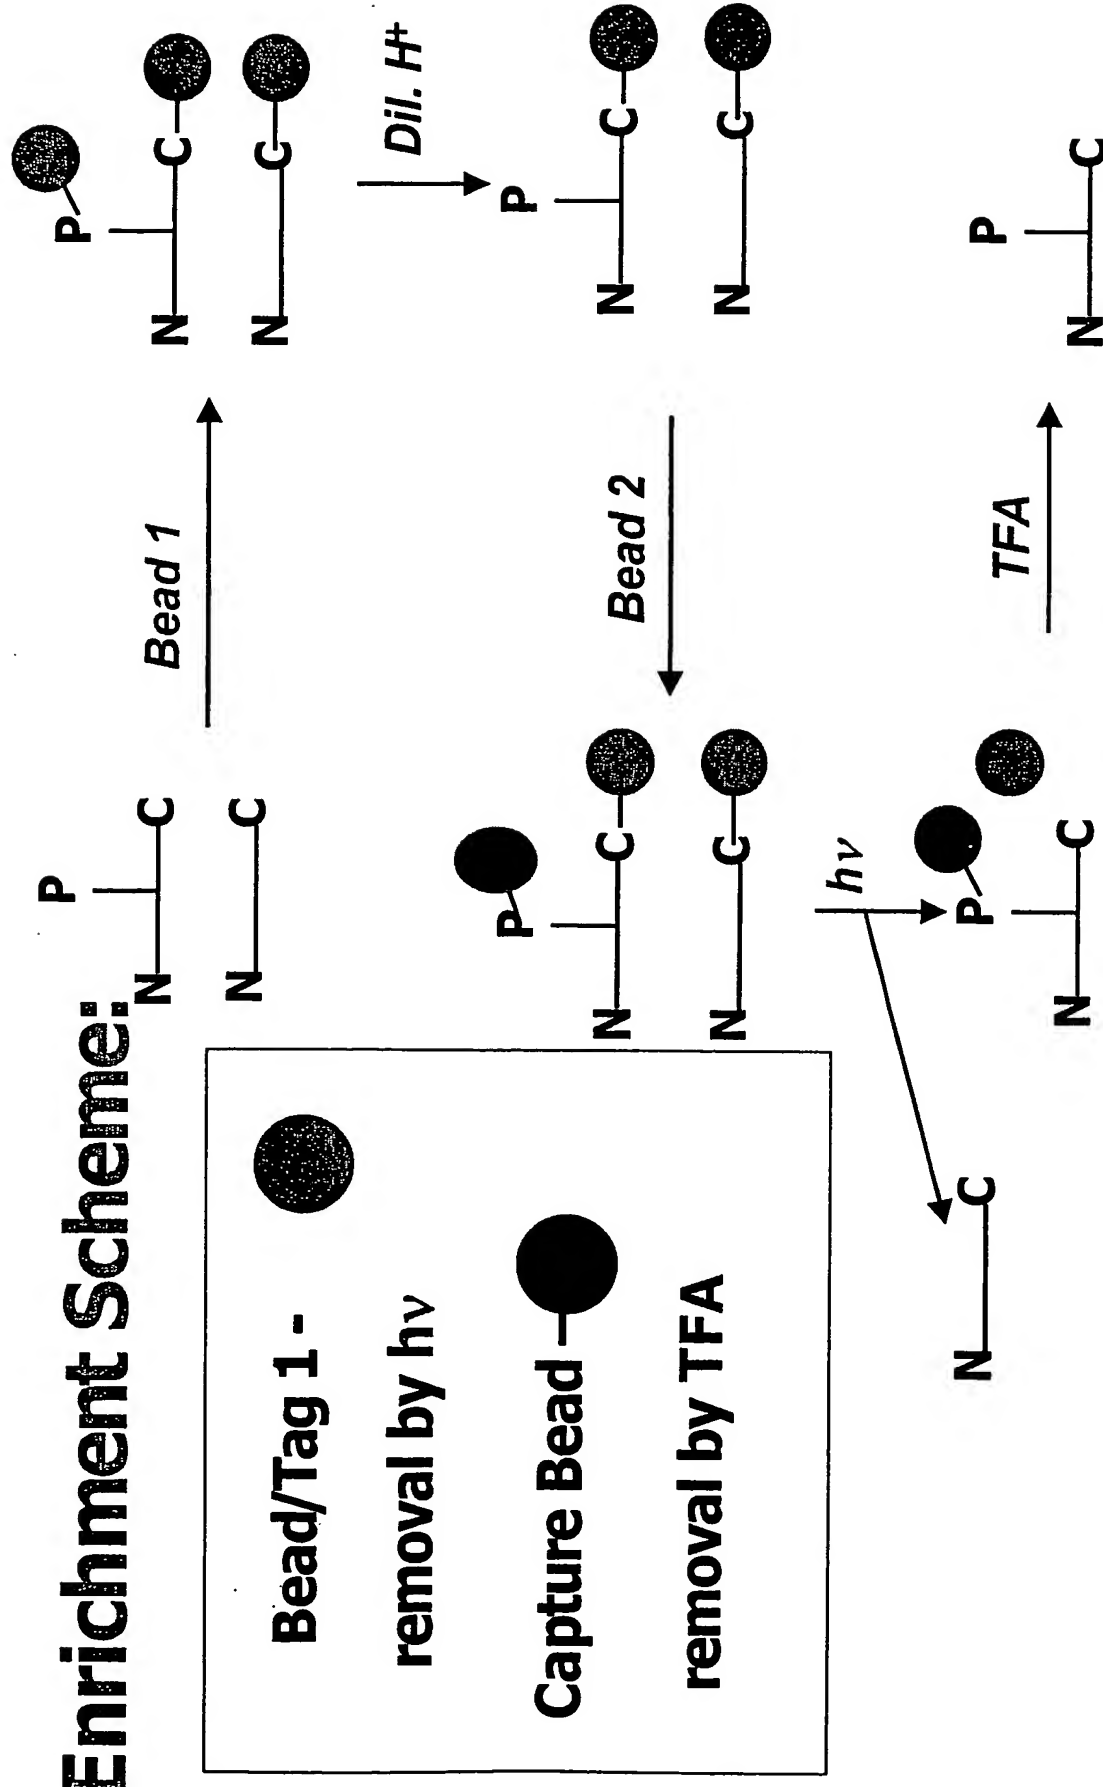 Enrichment Scheme:
Bead/Tag 1 -
removal by hν
Capture Bead
removal by TFA
P
N C
N C
Bead 1
P
N C
N C
Dil. H⁺
P
N C
N C
Bead 2
P
N C
N C
hν
N C
P
N C
TFA
P
N C